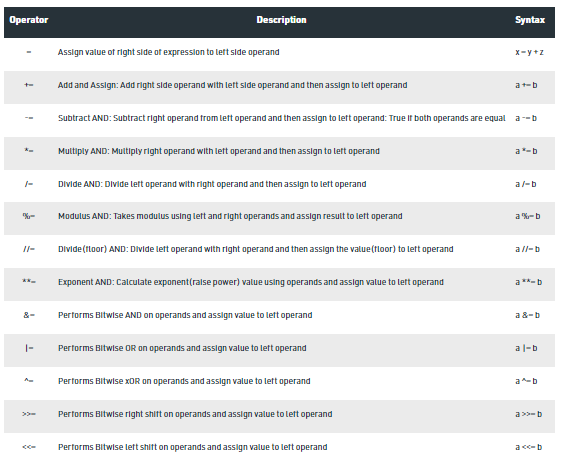 Operator Description Syntax
= Assign value of right side of expression to left side operand x = y + z
+= Add and Assign: Add right side operand with left side operand and then assign to left operand a += b
-= Subtract AND: Subtract right operand from left operand and then assign to left operand: True if both operands are equal a -= b
*= Multiply AND: Multiply right operand with left operand and then assign to left operand a *= b
/= Divide AND: Divide left operand with right operand and then assign to left operand a /= b
%= Modulus AND: Takes modulus using left and right operands and assign result to left operand a %= b
//= Divide(floor) AND: Divide left operand with right operand and then assign the value(floor) to left operand a //= b
**= Exponent AND: Calculate exponent(raise power) value using operands and assign value to left operand a **= b
&= Performs Bitwise AND on operands and assign value to left operand a &= b
|= Performs Bitwise OR on operands and assign value to left operand a |= b
^= Performs Bitwise xOR on operands and assign value to left operand a ^= b
>>= Performs Bitwise right shift on operands and assign value to left operand a >>= b
<<= Performs Bitwise left shift on operands and assign value to left operand a <<= b